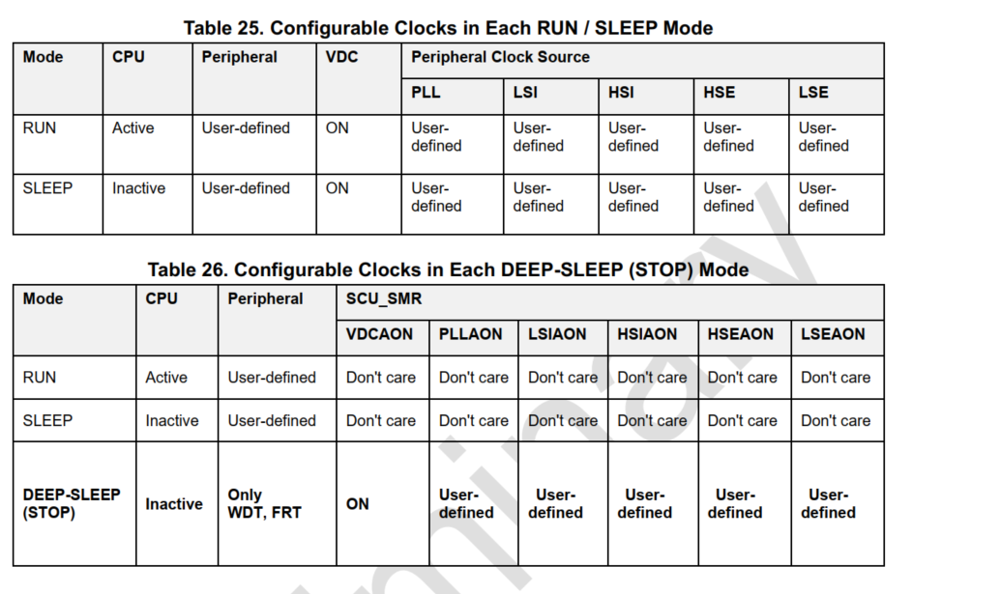 Table 25. Configurable Clocks in Each RUN / SLEEP Mode
Mode CPU Peripheral VDC Peripheral Clock Source
PLL LSI HSI HSE LSE
RUN Active User-defined ON User-defined User-defined User-defined User-defined User-defined
SLEEP Inactive User-defined ON User-defined User-defined User-defined User-defined User-defined
Table 26. Configurable Clocks in Each DEEP-SLEEP (STOP) Mode
Mode CPU Peripheral SCU_SMR
VDCAON PLLAON LSIAON HSIAON HSEAON LSEAON
RUN Active User-defined Don't care Don't care Don't care Don't care Don't care Don't care
SLEEP Inactive User-defined Don't care Don't care Don't care Don't care Don't care Don't care
DEEP-SLEEP (STOP) Inactive Only WDT, FRT ON User-defined User-defined User-defined User-defined User-defined